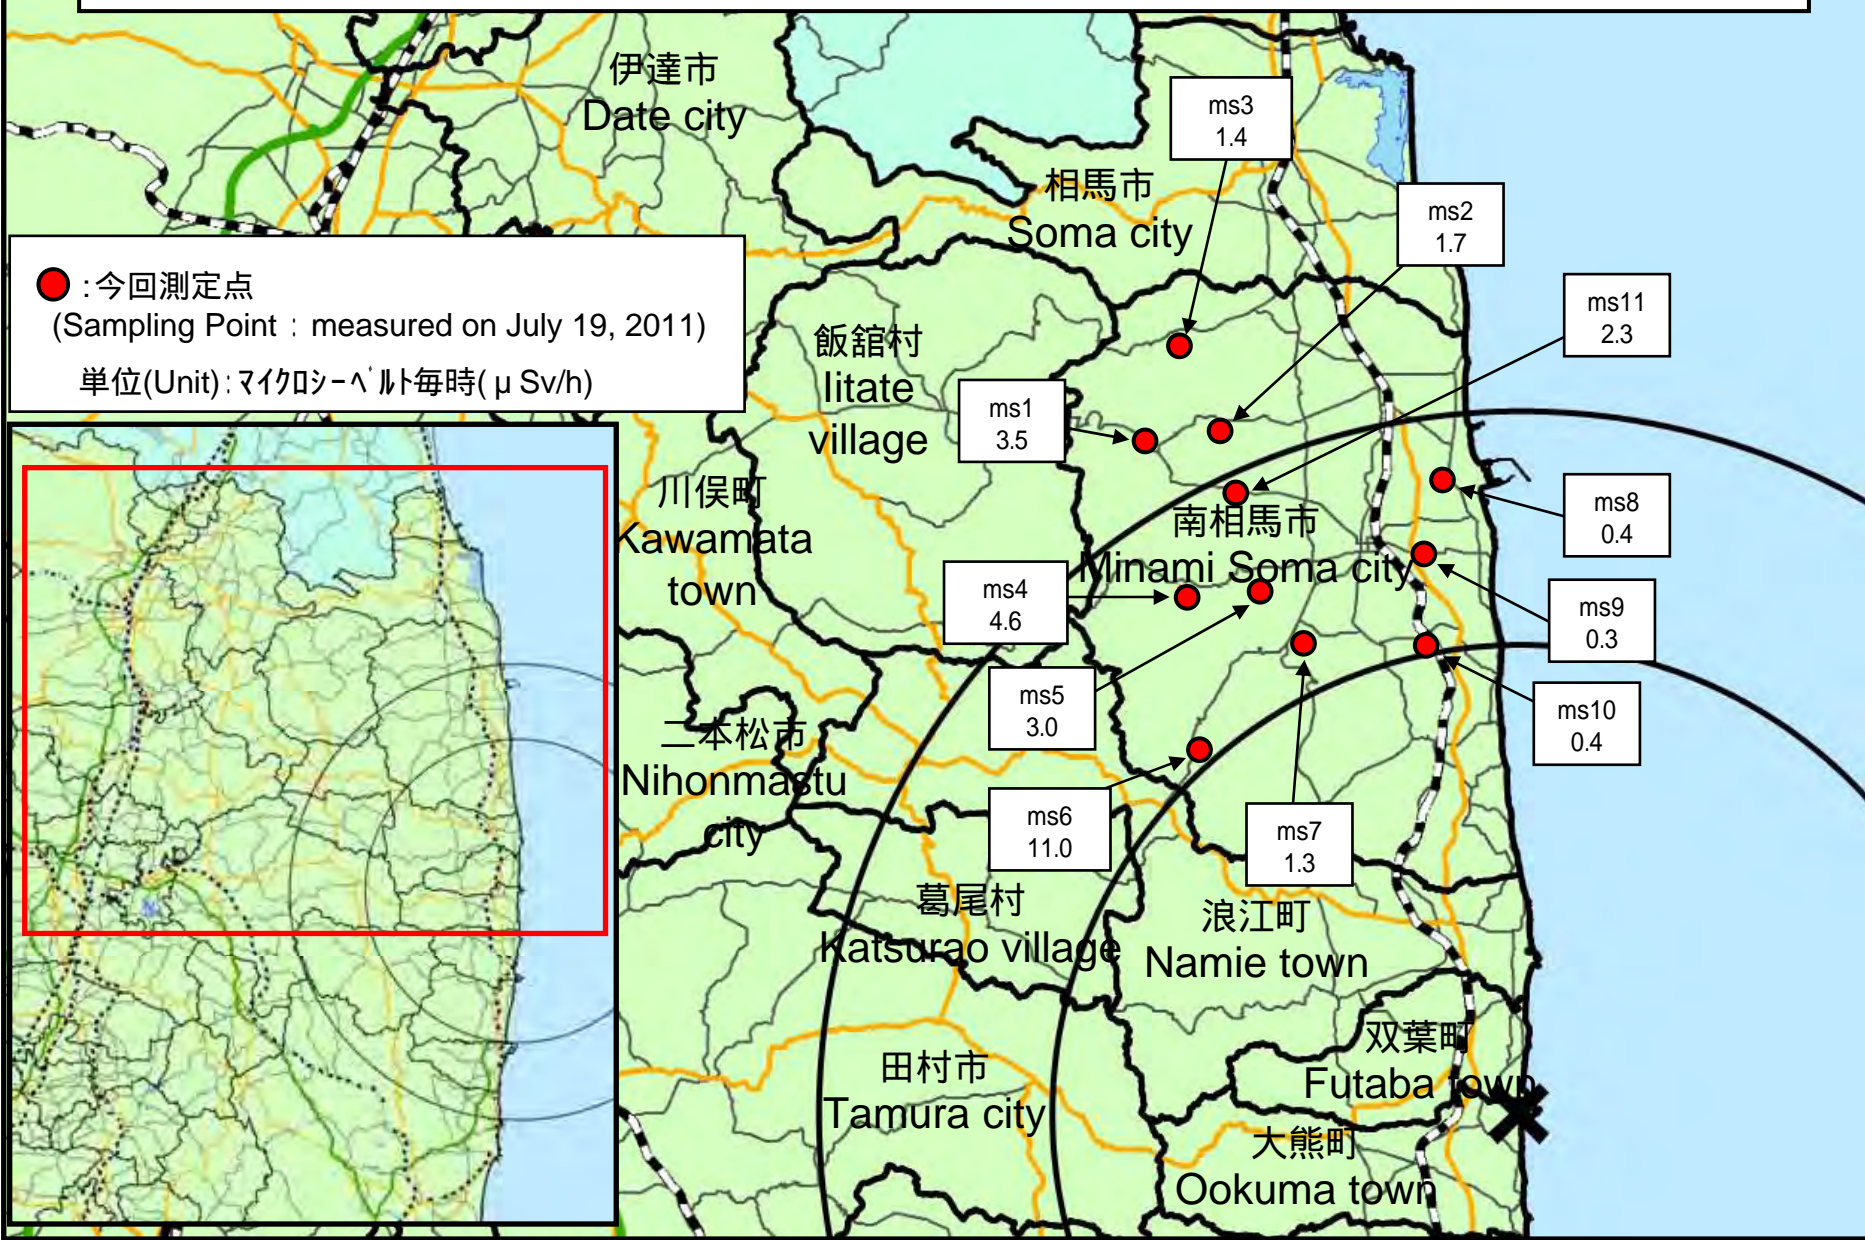 伊達市
Date city
ms3
1.4
相馬市
Soma city
ms2
1.7
:今回測定点
(Sampling Point : measured on July 19, 2011)
単位(Unit):マイクロシーベルト毎時(μSv/h)
ms11
2.3
飯舘村
Iitate
village
ms1
3.5
川俣町
Kawamata
town
南相馬市
Minami Soma city
ms8
0.4
ms4
4.6
ms9
0.3
ms5
3.0
ms10
0.4
二本松市
Nihonmastu
city
ms6
11.0
ms7
1.3
葛尾村
Katsurao village
浪江町
Namie town
双葉町
Futaba town
田村市
Tamura city
大熊町
Ookuma town